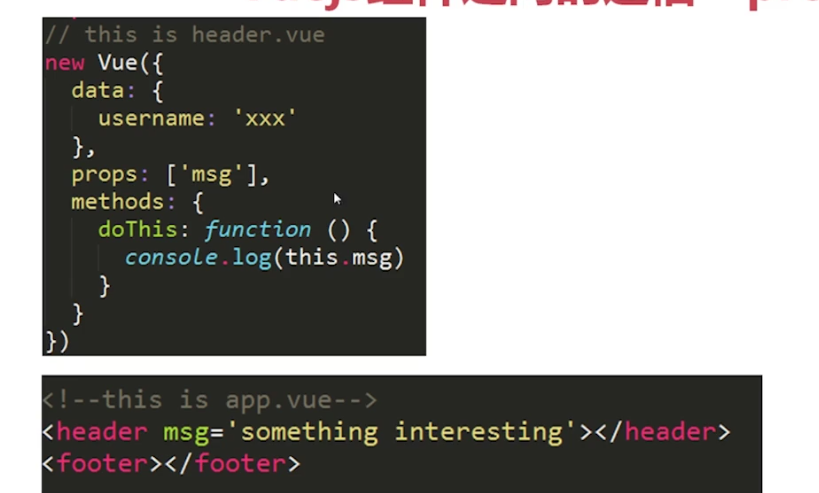 // this is header.vue
new Vue({
  data: {
    username: 'xxx'
  },
  props: ['msg'],
  methods: {
    doThis: function () {
      console.log(this.msg)
    }
  }
})
<!--this is app.vue-->
<header msg='something interesting'></header>
<footer></footer>